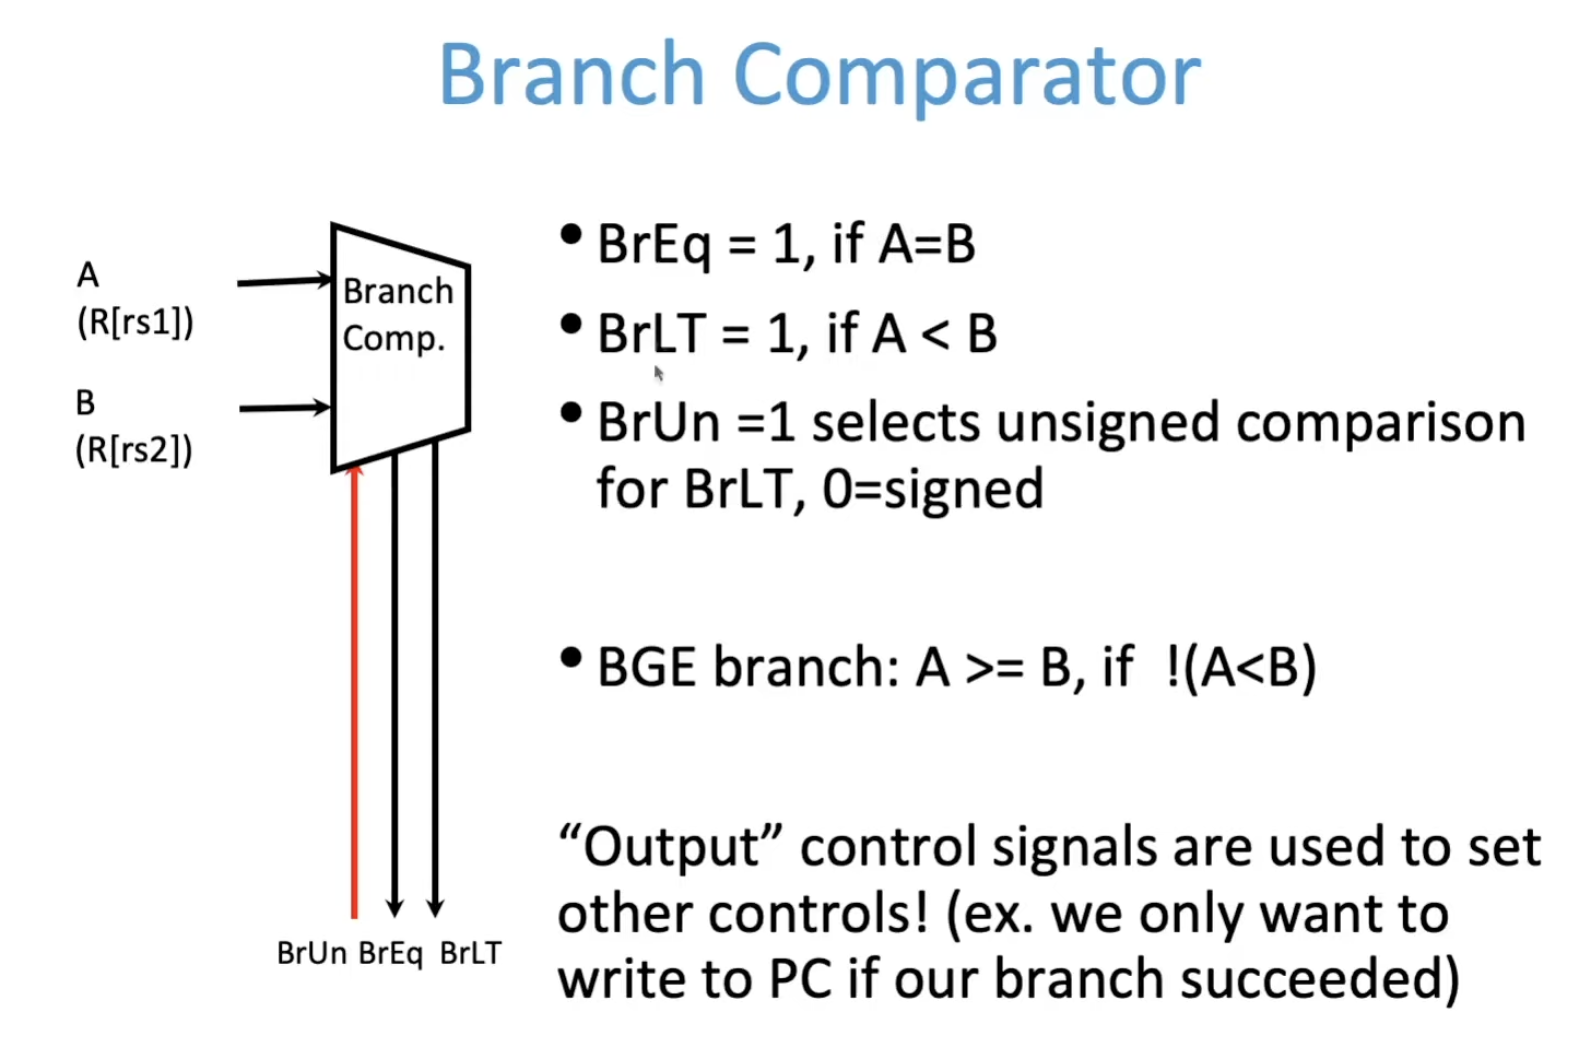 Branch Comparator
A
(R[rs1])
B
(R[rs2])
Branch
Comp.
BrUn BrEq BrLT
• BrEq = 1, if A=B
• BrLT = 1, if A < B
• BrUn =1 selects unsigned comparison
for BrLT, 0=signed
• BGE branch: A >= B, if !(A<B)
“Output” control signals are used to set
other controls! (ex. we only want to
write to PC if our branch succeeded)